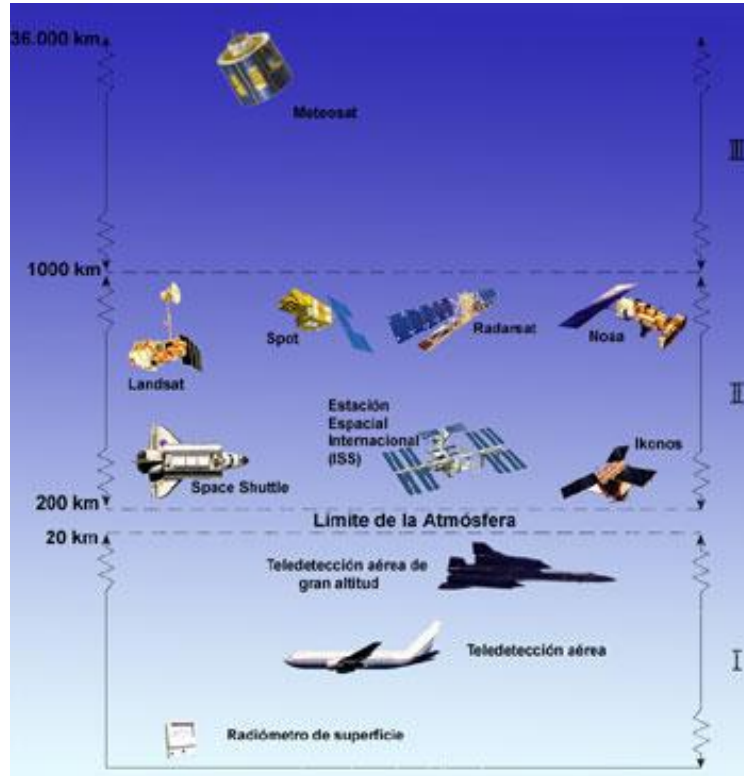 36.000 km
Meteosat
III
1000 km
Spot
Radarsat
Noaa
Landsat
II
Estación
Espacial
Internacional
(ISS)
Ikonos
Space Shuttle
200 km
Límite de la Atmósfera
20 km
Teledetección aérea de
gran altitud
Teledetección aérea
I
Radiómetro de superficie